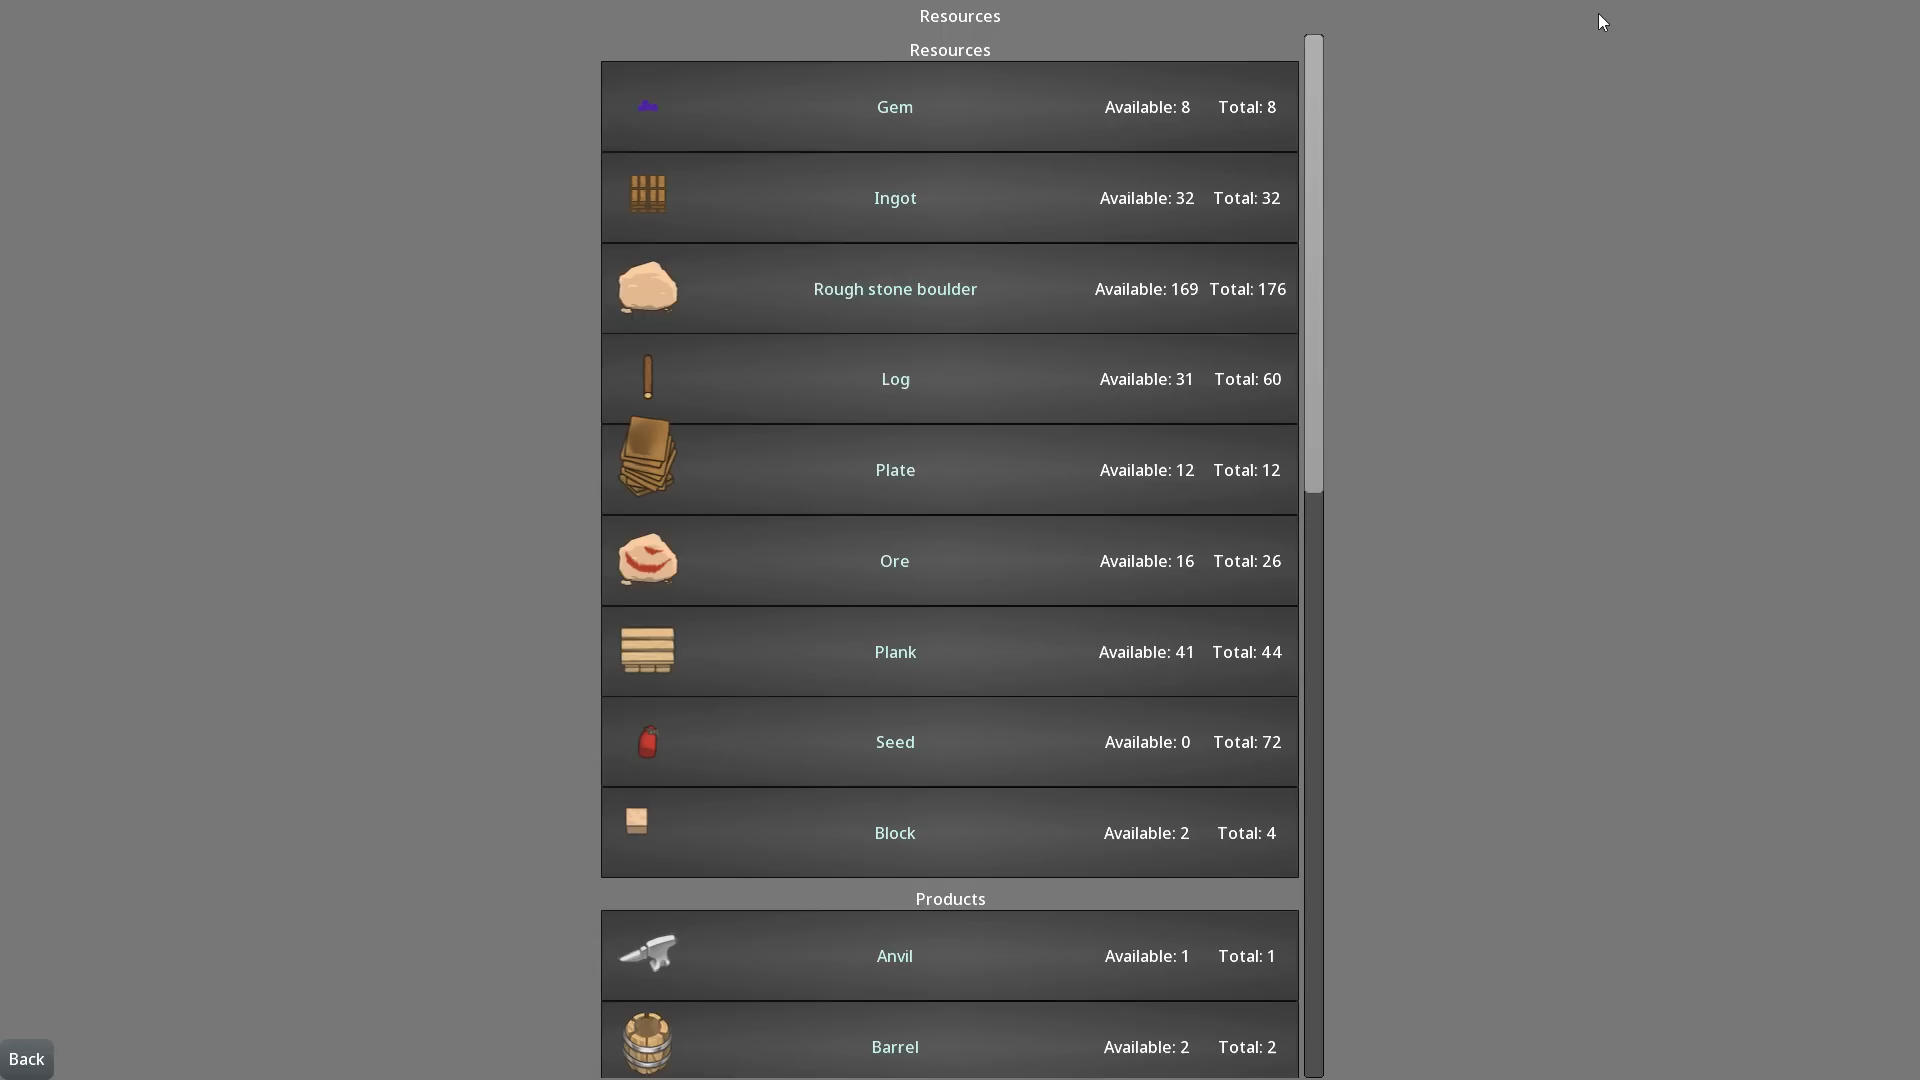 Resources
Resources
Gem Available: 8 Total: 8
Ingot Available: 32 Total: 32
Rough stone boulder Available: 169 Total: 176
Log Available: 31 Total: 60
Plate Available: 12 Total: 12
Ore Available: 16 Total: 26
Plank Available: 41 Total: 44
Seed Available: 0 Total: 72
Block Available: 2 Total: 4
Products
Anvil Available: 1 Total: 1
Barrel Available: 2 Total: 2
Back